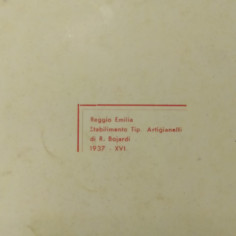 Reggio Emilia
Stabilimento Tip. Artigianelli
di R. Bojardi
1937 - XVI